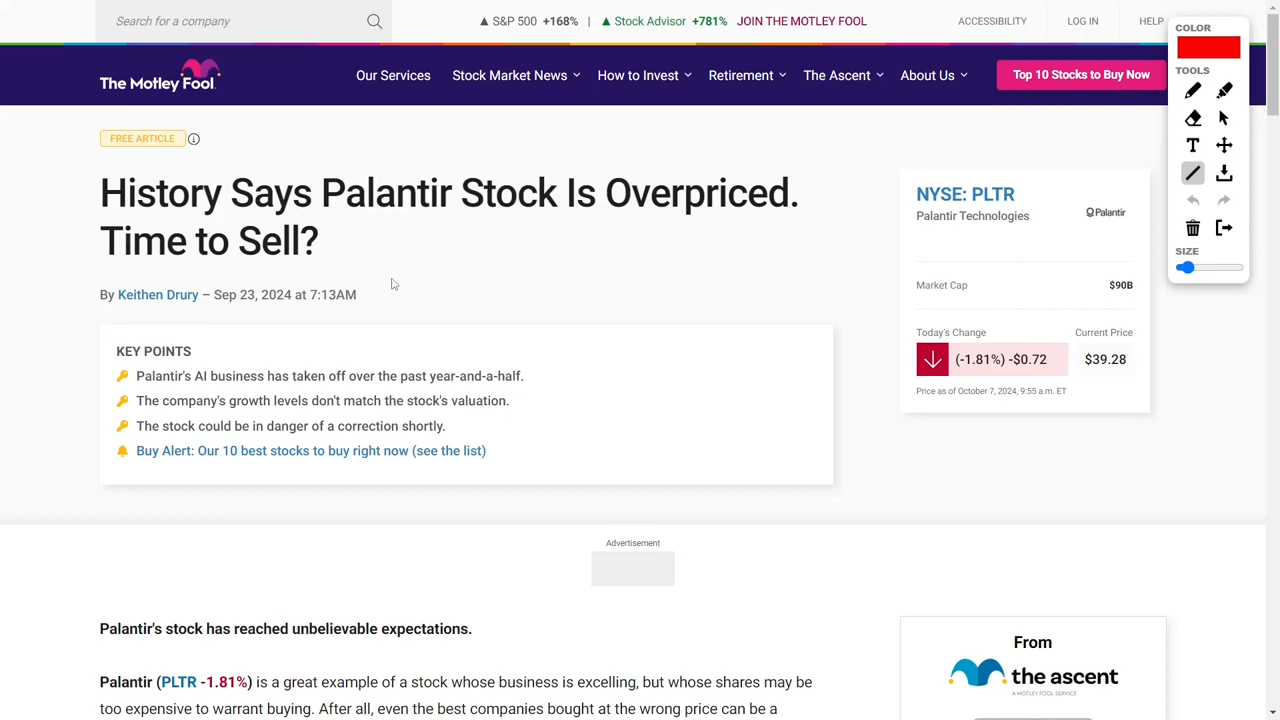 Search for a company
▲ S&P 500 +168% | ▲ Stock Advisor +781% JOIN THE MOTLEY FOOL
ACCESSIBILITY LOG IN HELP
The Motley Fool.
Our Services Stock Market News How to Invest Retirement The Ascent About Us Top 10 Stocks to Buy Now
COLOR
TOOLS
T
SIZE
FREE ARTICLE
History Says Palantir Stock Is Overpriced.
Time to Sell?
By Keithen Drury – Sep 23, 2024 at 7:13AM
KEY POINTS
Palantir's AI business has taken off over the past year-and-a-half.
The company's growth levels don't match the stock's valuation.
The stock could be in danger of a correction shortly.
Buy Alert: Our 10 best stocks to buy right now (see the list)
NYSE: PLTR
Palantir Technologies
Palantir
Market Cap $90B
Today's Change Current Price
(-1.81%) -$0.72 $39.28
Price as of October 7, 2024, 9:55 a.m. ET
Advertisement
Palantir's stock has reached unbelievable expectations.
Palantir (PLTR -1.81%) is a great example of a stock whose business is excelling, but whose shares may be
too expensive to warrant buying. After all, even the best companies bought at the wrong price can be a
From
the ascent
A MOTLEY FOOL SERVICE